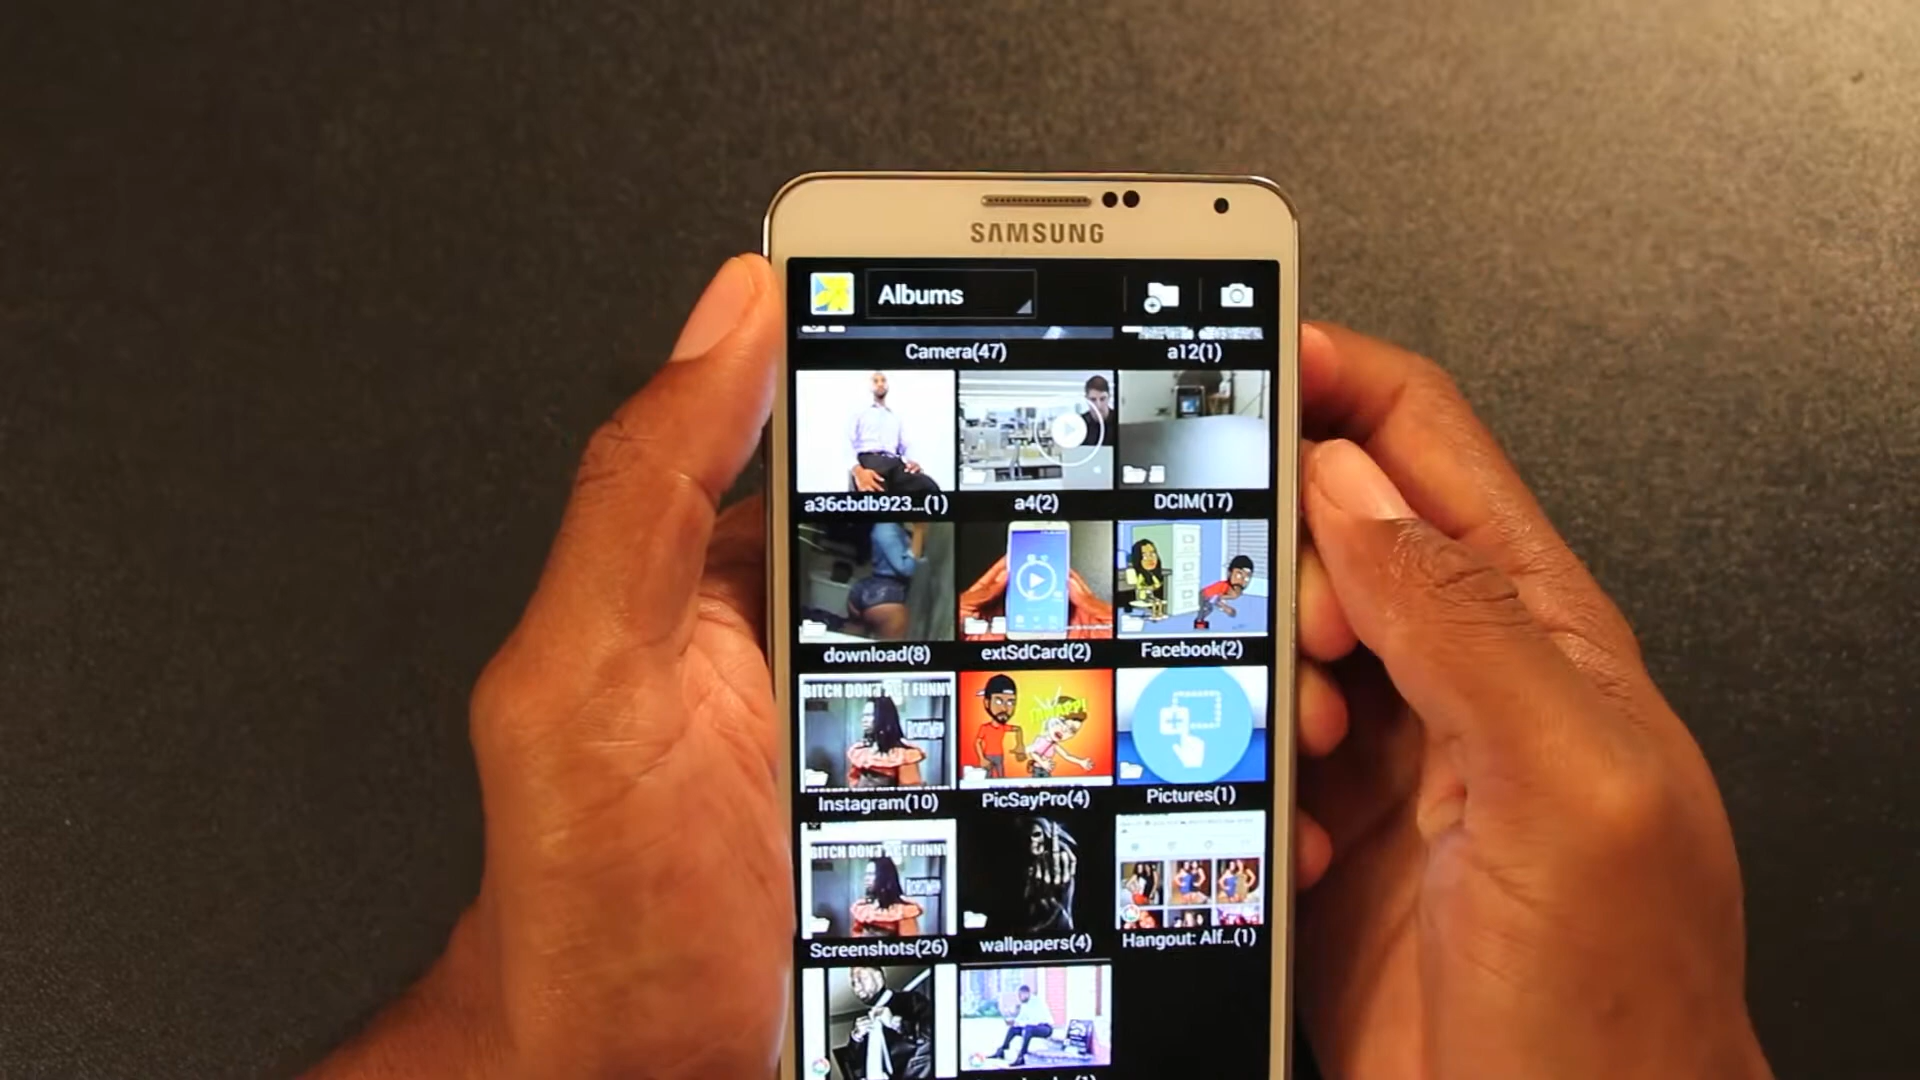 SAMSUNG
Albums
Camera(47)
a12(1)
a36cbdb923...(1)
a4(2)
DCIM(17)
download(8)
extSdCard(2)
Facebook(2)
BITCH DON'T ACT FUNNY
Instagram(10)
PicSayPro(4)
Pictures(1)
BITCH DON'T ACT FUNNY
Screenshots(26)
wallpapers(4)
Hangout: Alf...(1)